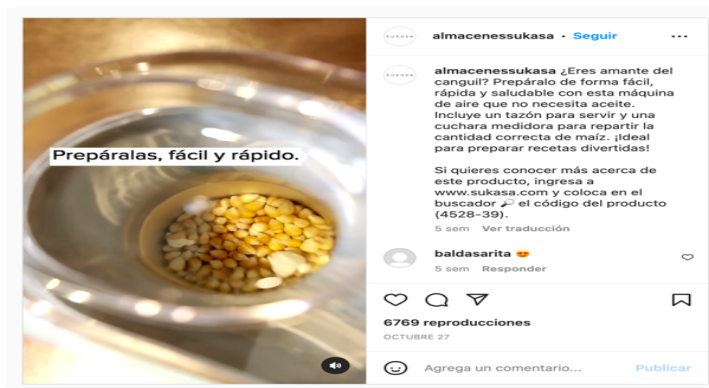 Prepáralas, fácil y rápido.
SUKASA
almacenessukasa • Seguir
SUKASA
almacenessukasa ¿Eres amante del
canguil? Prepáralo de forma fácil,
rápida y saludable con esta máquina
de aire que no necesita aceite.
Incluye un tazón para servir y una
cuchara medidora para repartir la
cantidad correcta de maíz. ¡Ideal
para preparar recetas divertidas!
Si quieres conocer más acerca de
este producto, ingresa a
www.sukasa.com y coloca en el
buscador 🔎 el código del producto
(4528-39).
5 sem Ver traducción
baldasarita 😍
5 sem Responder
6769 reproducciones
OCTUBRE 27
Agrega un comentario... Publicar